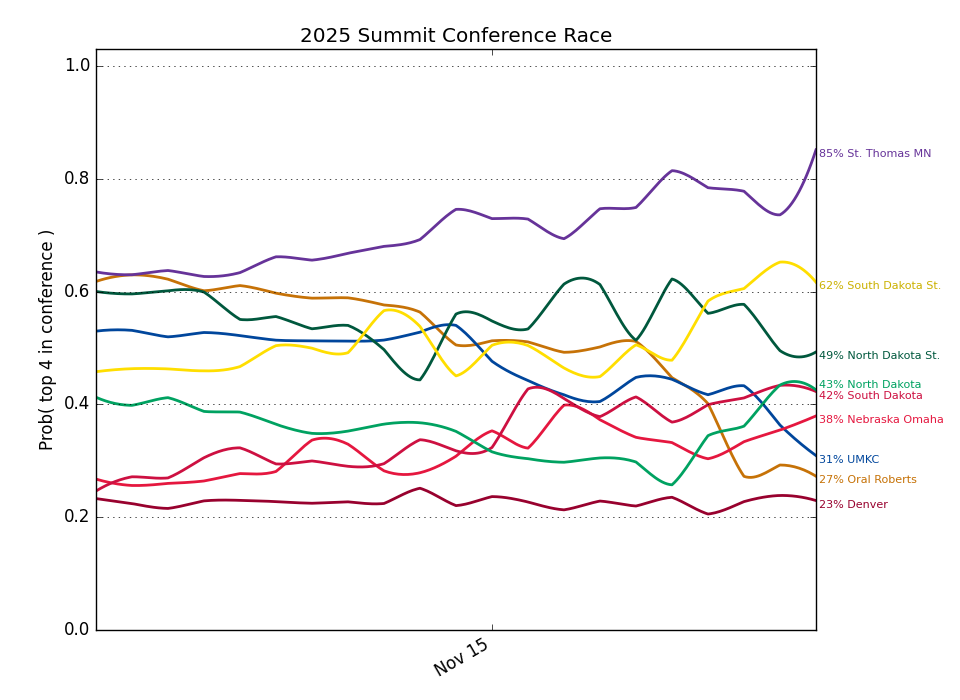 2025 Summit Conference Race
Prob( top 4 in conference )
1.0
0.8
0.6
0.4
0.2
0.0
Nov 15
85% St. Thomas MN
62% South Dakota St.
49% North Dakota St.
43% North Dakota
42% South Dakota
38% Nebraska Omaha
31% UMKC
27% Oral Roberts
23% Denver